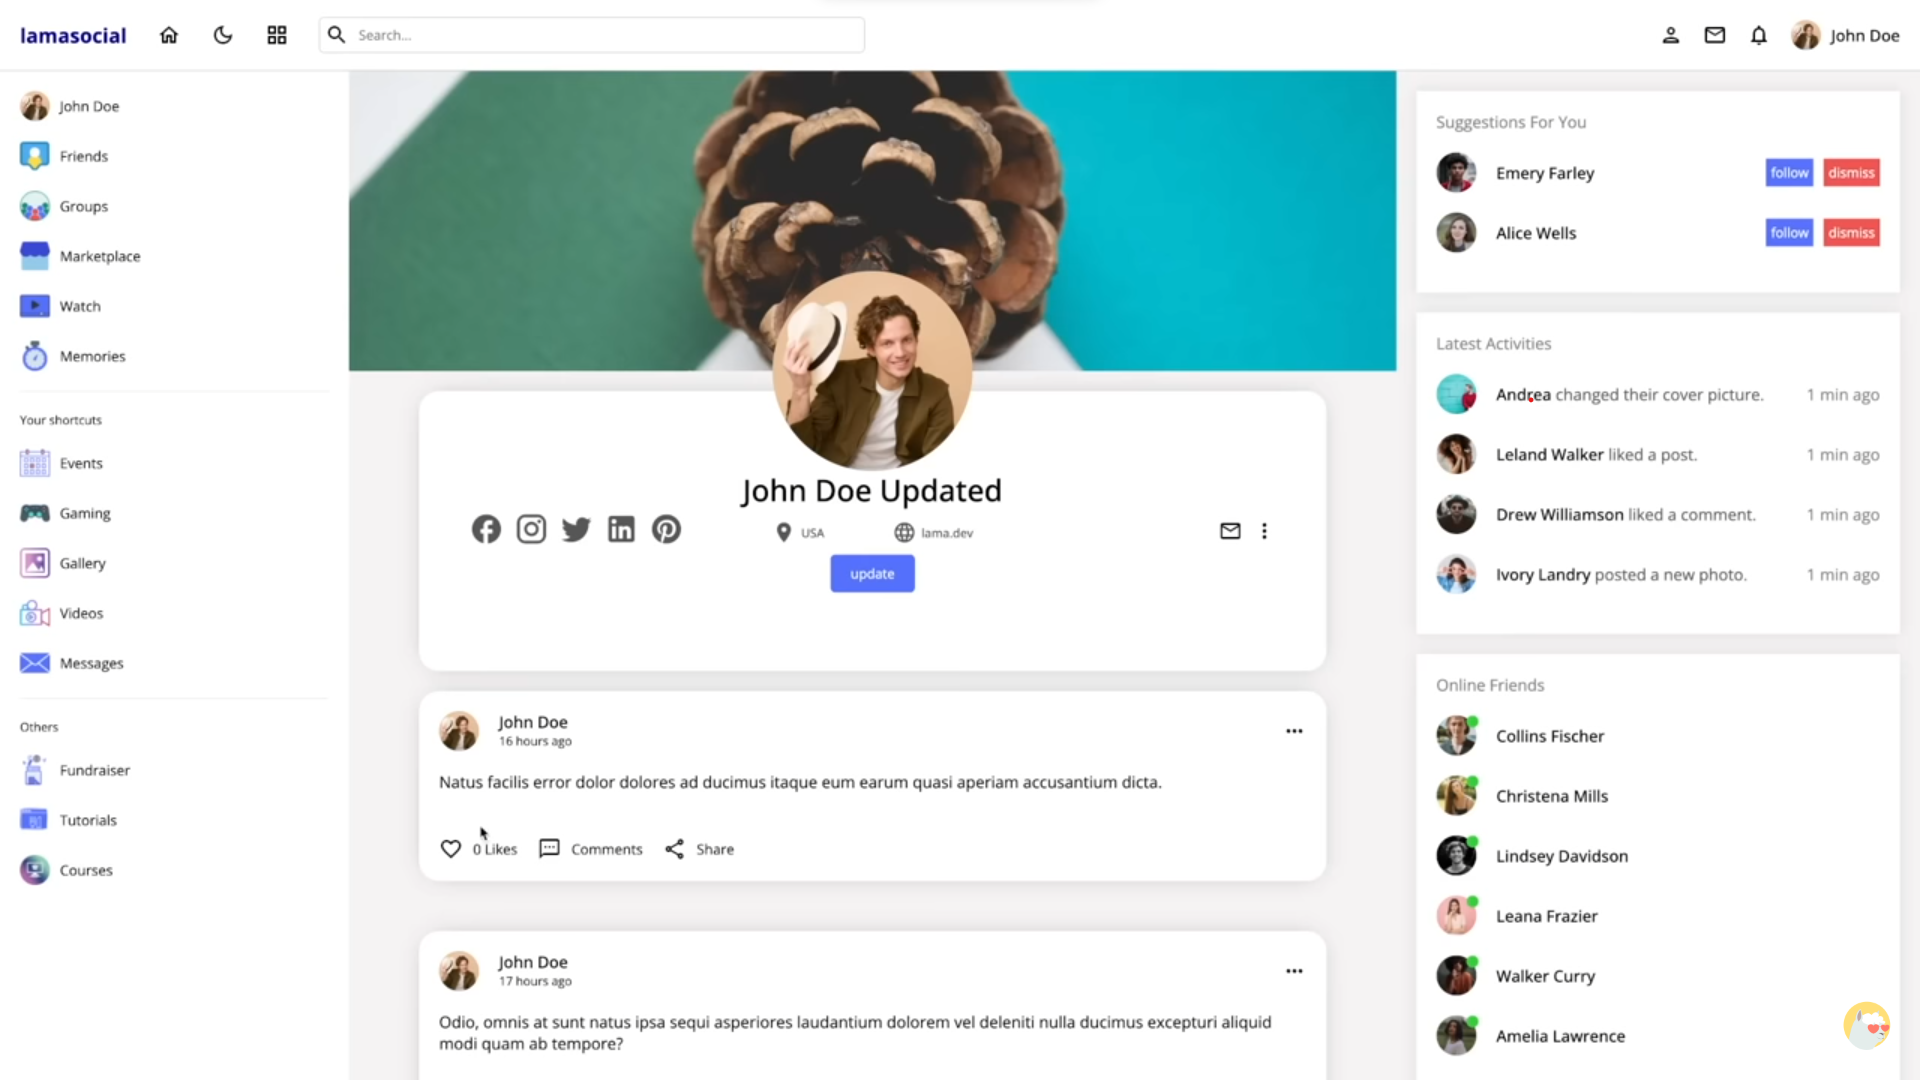 lamasocial
Search...
John Doe
John Doe
Friends
Groups
Marketplace
Watch
Memories
Your shortcuts
Events
Gaming
Gallery
Videos
Messages
Others
Fundraiser
Tutorials
Courses
John Doe Updated
USA
lama.dev
update
John Doe
16 hours ago
Natus facilis error dolor dolores ad ducimus itaque eum earum quasi aperiam accusantium dicta.
0 Likes
Comments
Share
John Doe
17 hours ago
Odio, omnis at sunt natus ipsa sequi asperiores laudantium dolorem vel deleniti nulla ducimus excepturi aliquid
modi quam ab tempore?
Suggestions For You
Emery Farley follow dismiss
Alice Wells follow dismiss
Latest Activities
Andrea changed their cover picture. 1 min ago
Leland Walker liked a post. 1 min ago
Drew Williamson liked a comment. 1 min ago
Ivory Landry posted a new photo. 1 min ago
Online Friends
Collins Fischer
Christena Mills
Lindsey Davidson
Leana Frazier
Walker Curry
Amelia Lawrence